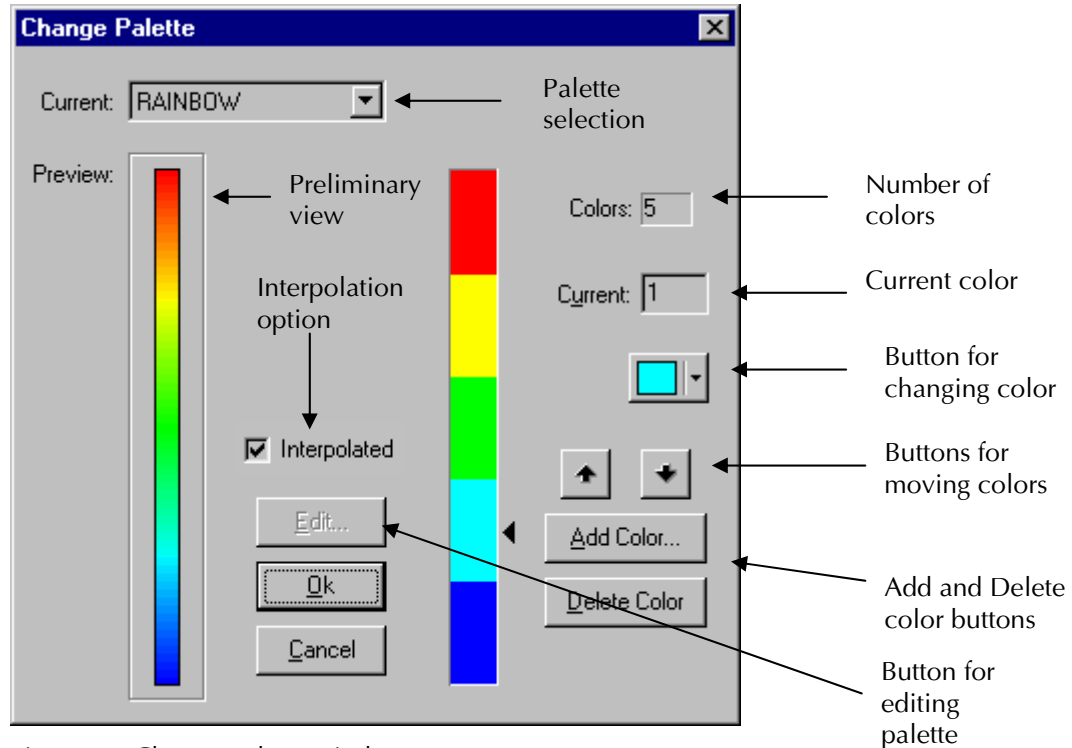 Change Palette
Current: RAINBOW
Palette
selection
Preview:
Preliminary
view
Colors: 5
Number of
colors
Interpolation
option
Current: 1
Current color
Button for
changing color
Interpolated
Buttons for
moving colors
Edit...
Add Color...
Ok
Delete Color
Add and Delete
color buttons
Cancel
Button for
editing
palette